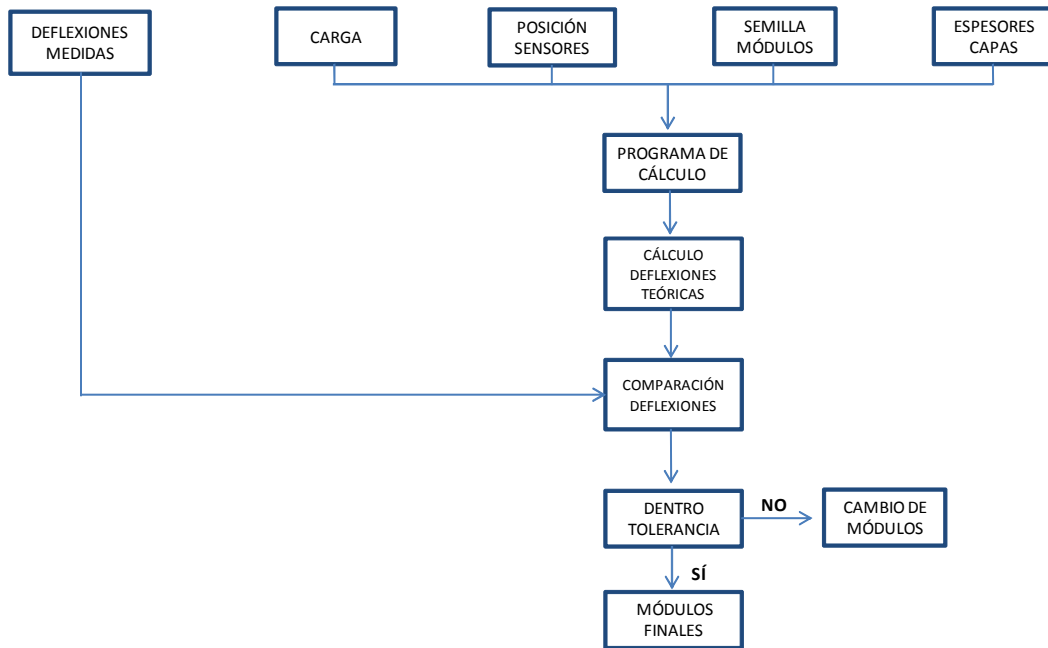 DEFLEXIONES
MEDIDAS
CARGA
POSICIÓN
SENSORES
SEMILLA
MÓDULOS
ESPESORES
CAPAS
PROGRAMA DE
CÁLCULO
CÁLCULO
DEFLEXIONES
TEÓRICAS
COMPARACIÓN
DEFLEXIONES
DENTRO
TOLERANCIA
NO
CAMBIO DE
MÓDULOS
SÍ
MÓDULOS
FINALES